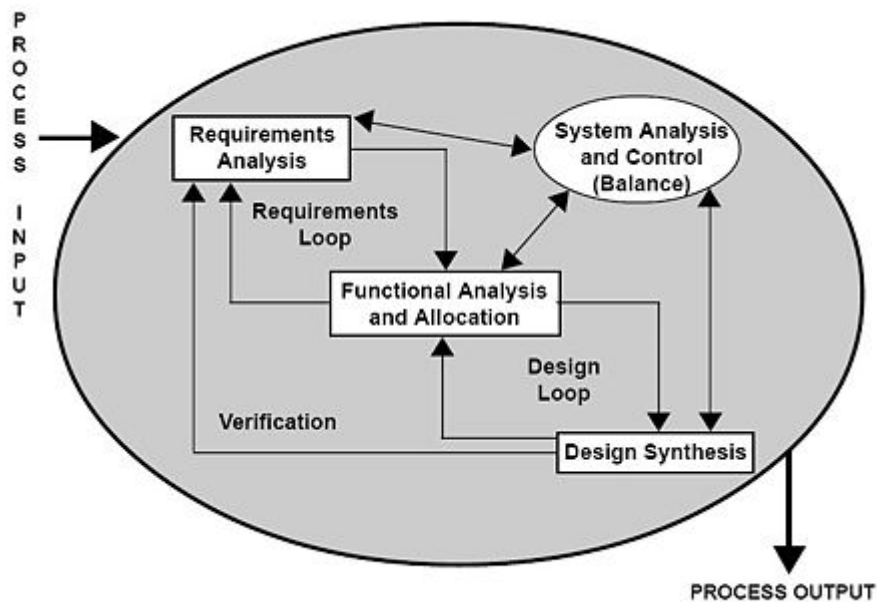 PROCESS INPUT
Requirements
Analysis
System Analysis
and Control
(Balance)
Requirements
Loop
Functional Analysis
and Allocation
Design
Loop
Verification
Design Synthesis
PROCESS OUTPUT